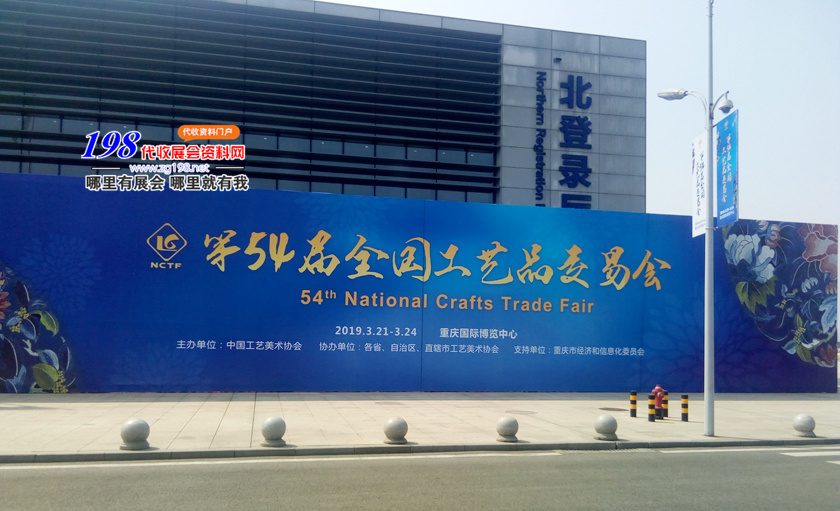 北登录厅
Northern Registration
198
代收资料门户
代收展会资料网
www.zg198.net
哪里有展会 哪里就有我
NCTF
第54届全国工艺品交易会
54th National Crafts Trade Fair
2019.3.21-3.24 重庆国际博览中心
主办单位：中国工艺美术协会 协办单位：各省、自治区、直辖市工艺美术协会 支持单位：重庆市经济和信息化委员会